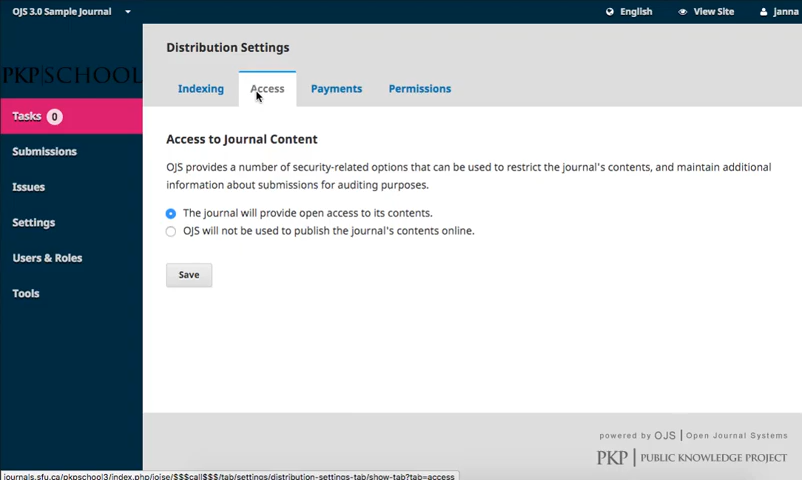 OJS 3.0 Sample Journal
English
View Site
janna
PKP|SCHOOL
Tasks 0
Submissions
Issues
Settings
Users & Roles
Tools
Distribution Settings
Indexing
Access
Payments
Permissions
Access to Journal Content
OJS provides a number of security-related options that can be used to restrict the journal's contents, and maintain additional
information about submissions for auditing purposes.
The journal will provide open access to its contents.
OJS will not be used to publish the journal's contents online.
Save
powered by OJS | Open Journal Systems
PKP | PUBLIC KNOWLEDGE PROJECT
journals.sfu.ca/pkpschool3/index.php/ojse/$$$call$$$/tab/settings/distribution-settings-tab/show-tab?tab=access